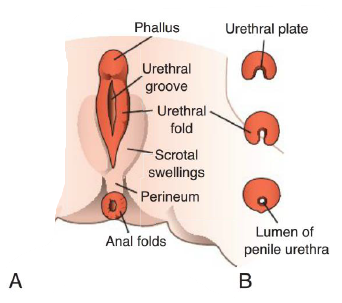 Phallus
Urethral plate
Urethral
groove
Urethral
fold
Scrotal
swellings
Perineum
Anal folds
Lumen of
penile urethra
A
B